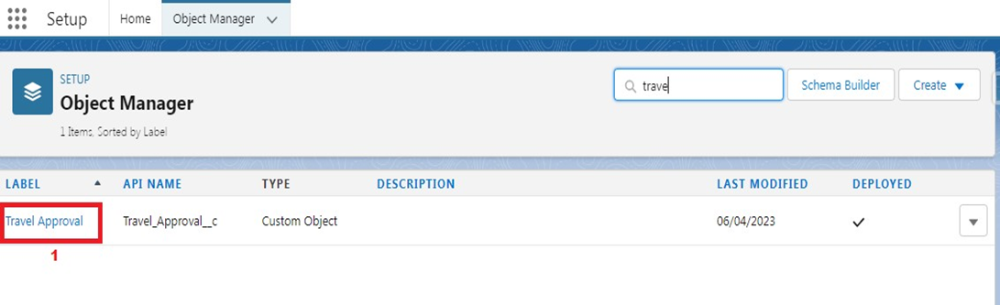 Setup Home Object Manager
SETUP
Object Manager
1 Items, Sorted by Label
trave
Schema Builder
Create
LABEL API NAME TYPE DESCRIPTION LAST MODIFIED DEPLOYED
Travel Approval Travel_Approval__c Custom Object 06/04/2023
1